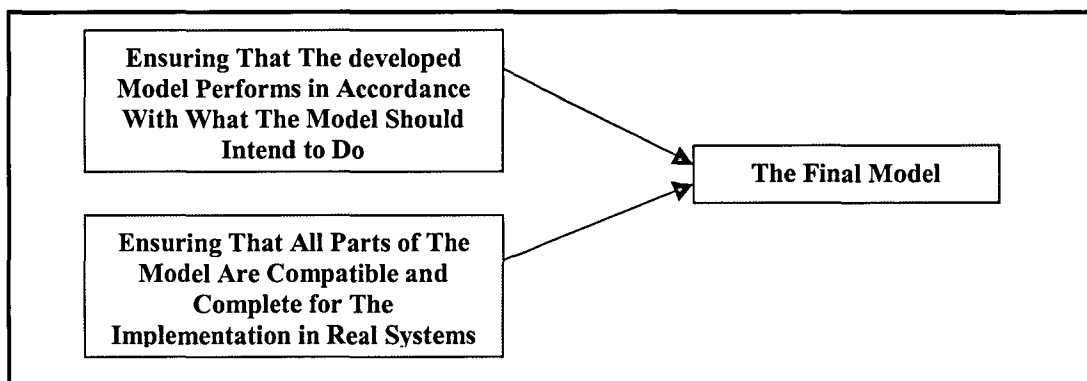 Ensuring That The developed
Model Performs in Accordance
With What The Model Should
Intend to Do
The Final Model
Ensuring That All Parts of The
Model Are Compatible and
Complete for The
Implementation in Real Systems